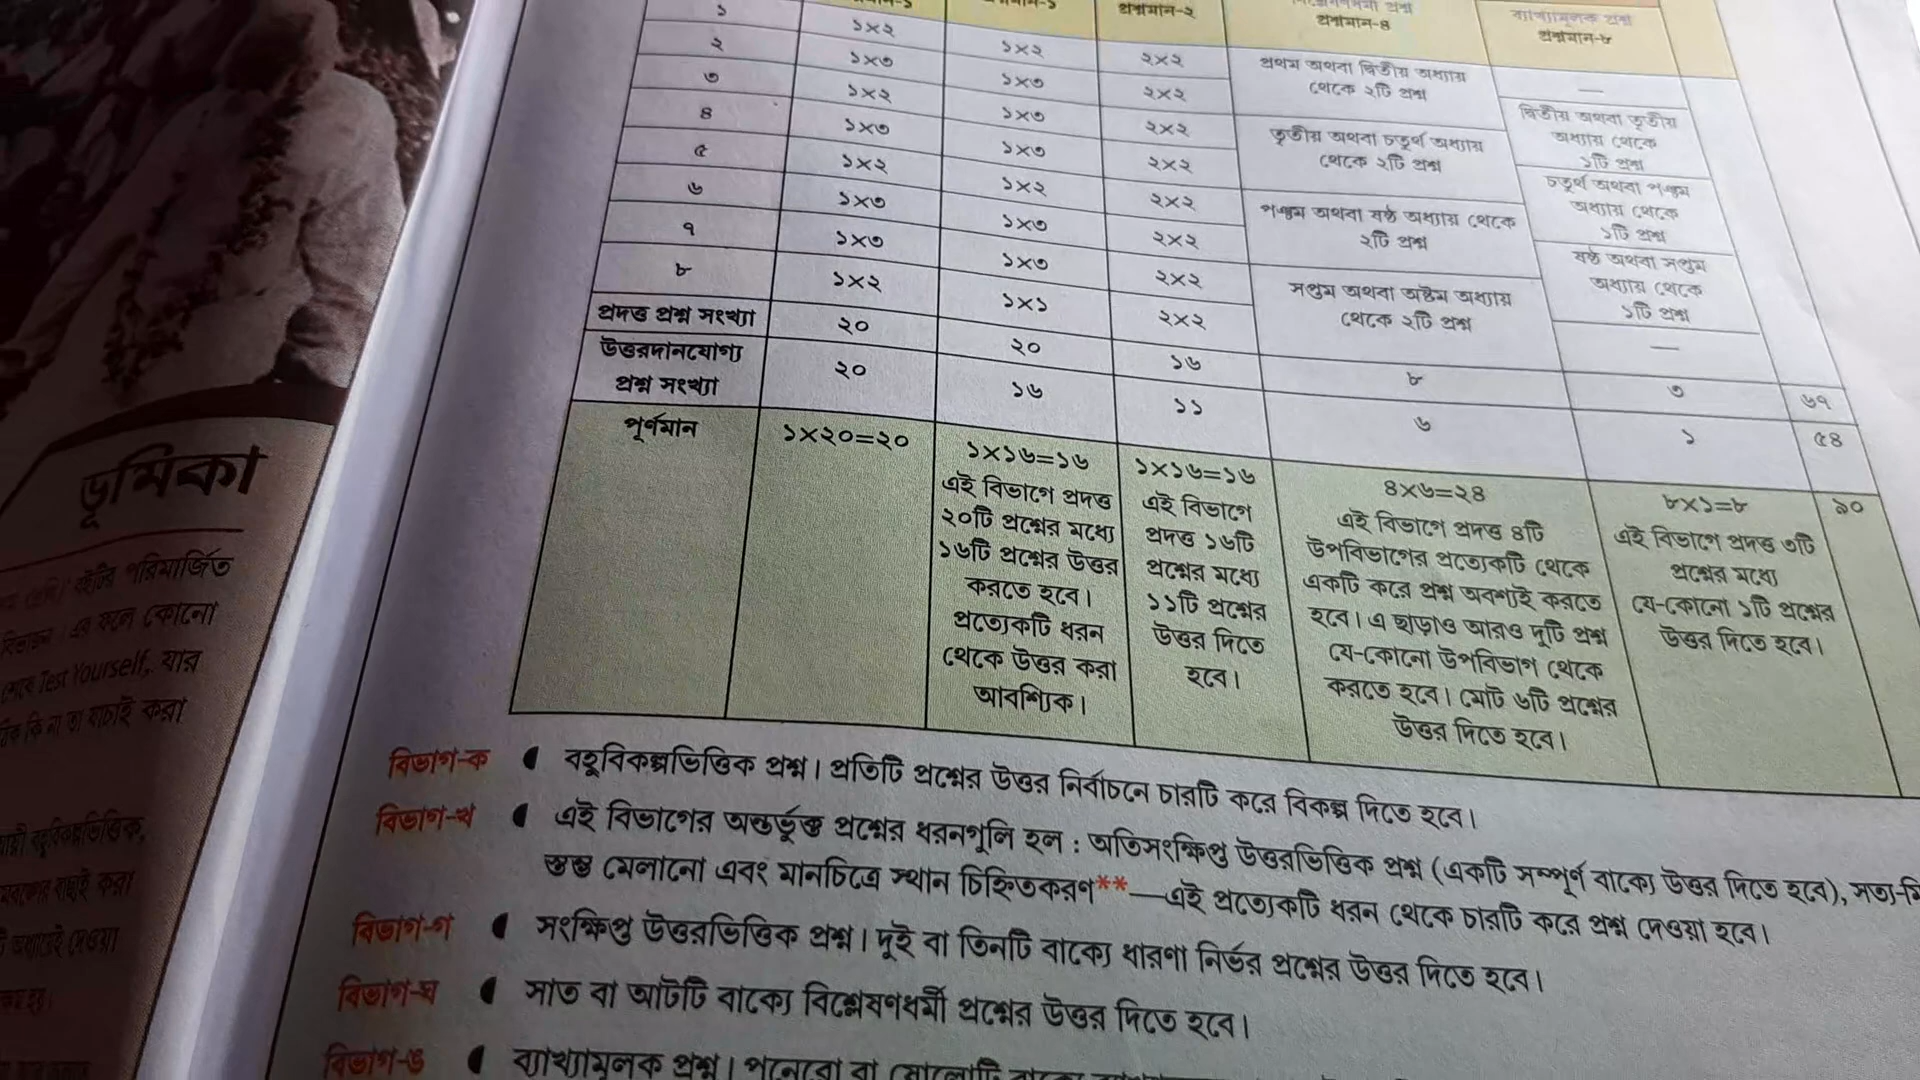 প্রশ্নমান-২
প্রশ্নমান-৪
ব্যাখ্যামূলক প্রশ্ন
প্রশ্নমান-৮
১ ১×২ ১×২ ২×২ প্রথম অথবা দ্বিতীয় অধ্যায় থেকে ২টি প্রশ্ন —
২ ১×৩ ১×৩ ২×২ দ্বিতীয় অথবা তৃতীয় অধ্যায় থেকে ১টি প্রশ্ন
৩ ১×২ ১×৩ ২×২ তৃতীয় অথবা চতুর্থ অধ্যায় থেকে ২টি প্রশ্ন
৪ ১×৩ ১×৩ ২×২ চতুর্থ অথবা পঞ্চম অধ্যায় থেকে ১টি প্রশ্ন
৫ ১×২ ১×২ ২×২ পঞ্চম অথবা ষষ্ঠ অধ্যায় থেকে ২টি প্রশ্ন
৬ ১×৩ ১×৩ ২×২ ষষ্ঠ অথবা সপ্তম অধ্যায় থেকে ১টি প্রশ্ন
৭ ১×৩ ১×৩ ২×২ সপ্তম অথবা অষ্টম অধ্যায় থেকে ২টি প্রশ্ন
৮ ১×২ ১×১ ২×২ —
প্রদত্ত প্রশ্ন সংখ্যা ২০ ২০ ১৬ ৮ ৩ ৬৭
উত্তরদানযোগ্য প্রশ্ন সংখ্যা ২০ ১৬ ১১ ৬ ১ ৫৪
পূর্ণমান ১×২০=২০
১×১৬=১৬
এই বিভাগে প্রদত্ত
২০টি প্রশ্নের মধ্যে
১৬টি প্রশ্নের উত্তর
করতে হবে।
প্রত্যেকটি ধরন
থেকে উত্তর করা
আবশ্যিক।
১×১৬=১৬
এই বিভাগে
প্রদত্ত ১৬টি
প্রশ্নের মধ্যে
১১টি প্রশ্নের
উত্তর দিতে
হবে।
৪×৬=২৪
এই বিভাগে প্রদত্ত ৪টি
উপবিভাগের প্রত্যেকটি থেকে
একটি করে প্রশ্ন অবশ্যই করতে
হবে। এ ছাড়াও আরও দুটি প্রশ্ন
যে-কোনো উপবিভাগ থেকে
করতে হবে। মোট ৬টি প্রশ্নের
উত্তর দিতে হবে।
৮×১=৮
এই বিভাগে প্রদত্ত ৩টি
প্রশ্নের মধ্যে
যে-কোনো ১টি প্রশ্নের
উত্তর দিতে হবে।
৯০
বিভাগ-ক বহুবিকল্পভিত্তিক প্রশ্ন। প্রতিটি প্রশ্নের উত্তর নির্বাচনে চারটি করে বিকল্প দিতে হবে।
বিভাগ-খ এই বিভাগের অন্তর্ভুক্ত প্রশ্নের ধরনগুলি হল : অতিসংক্ষিপ্ত উত্তরভিত্তিক প্রশ্ন (একটি সম্পূর্ণ বাক্যে উত্তর দিতে হবে), সত্য-মি
স্তম্ভ মেলানো এবং মানচিত্রে স্থান চিহ্নিতকরণ**—এই প্রত্যেকটি ধরন থেকে চারটি করে প্রশ্ন দেওয়া হবে।
বিভাগ-গ সংক্ষিপ্ত উত্তরভিত্তিক প্রশ্ন। দুই বা তিনটি বাক্যে ধারণা নির্ভর প্রশ্নের উত্তর দিতে হবে।
বিভাগ-ঘ সাত বা আটটি বাক্যে বিশ্লেষণধর্মী প্রশ্নের উত্তর দিতে হবে।
বিভাগ-ঙ ব্যাখ্যামূলক প্রশ্ন। পনেরো বা ষোলোটি বাক্যে
ভূমিকা
বইটির পরিমার্জিত
এর ফলে কোনো
Test Yourself, যার
ঠিক কি না তা যাচাই করা